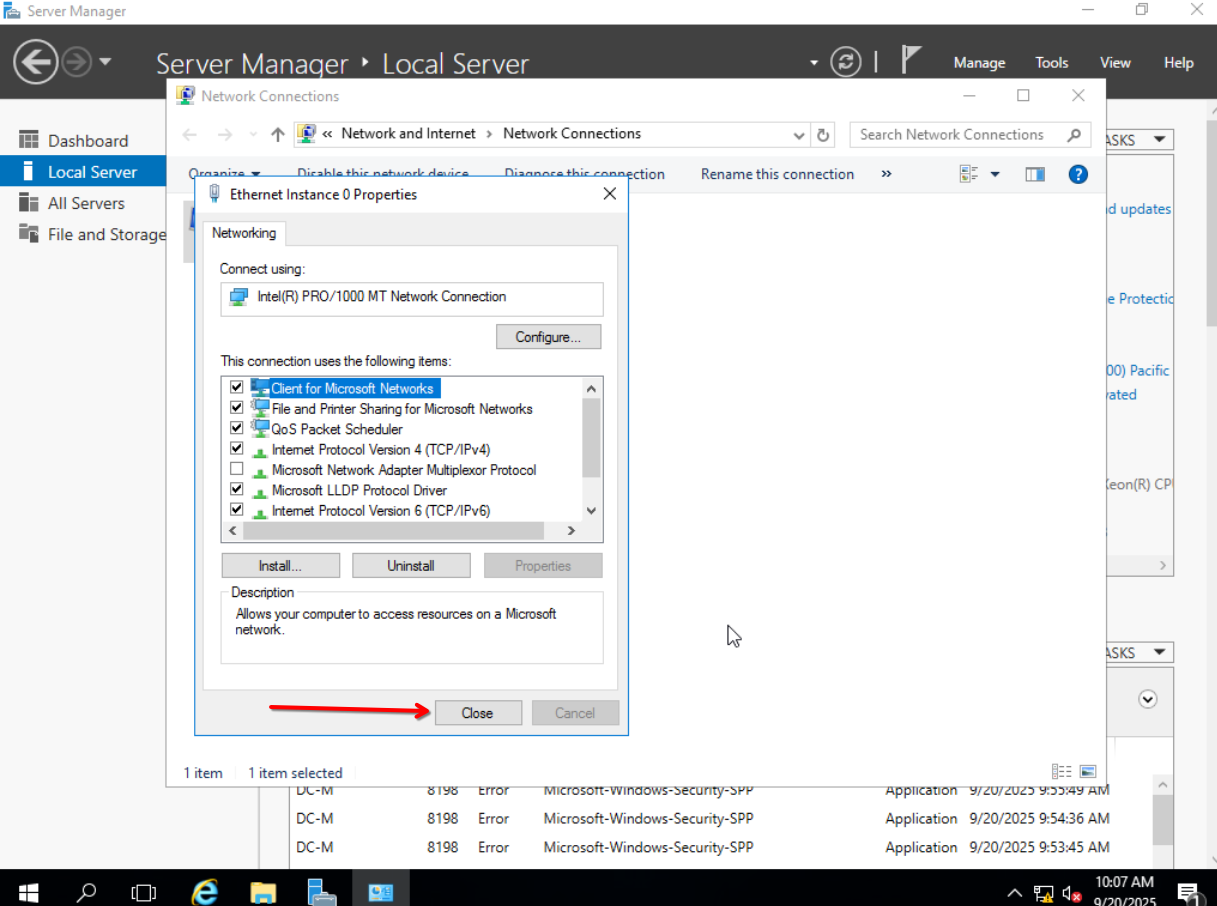 Server Manager
Server Manager
Local Server
Manage
Tools
View
Help
Network Connections
« Network and Internet
Network Connections
Search Network Connections
Dashboard
Local Server
All Servers
File and Storage
ASKS
Organize
Disable this network device
Diagnose this connection
Rename this connection
»
Ethernet Instance 0 Properties
Networking
Connect using:
Intel(R) PRO/1000 MT Network Connection
Configure...
This connection uses the following items:
Client for Microsoft Networks
File and Printer Sharing for Microsoft Networks
QoS Packet Scheduler
Internet Protocol Version 4 (TCP/IPv4)
Microsoft Network Adapter Multiplexor Protocol
Microsoft LLDP Protocol Driver
Internet Protocol Version 6 (TCP/IPv6)
Install...
Uninstall
Properties
Description
Allows your computer to access resources on a Microsoft
network.
Close
Cancel
d updates
e Protectic
00) Pacific
vated
Xeon(R) CP
ASKS
1 item
1 item selected
DC-M 8198 Error Microsoft-Windows-Security-SPP Application 9/20/2025 9:55:49 AM
DC-M 8198 Error Microsoft-Windows-Security-SPP Application 9/20/2025 9:54:36 AM
DC-M 8198 Error Microsoft-Windows-Security-SPP Application 9/20/2025 9:53:45 AM
10:07 AM
9/20/2025
1